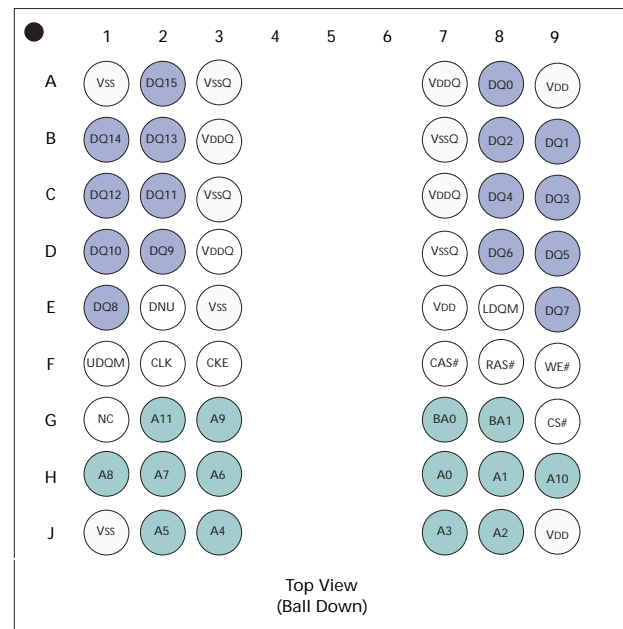 1 2 3 4 5 6 7 8 9
A Vss DQ15 VssQ VDDQ DQ0 VDD
B DQ14 DQ13 VDDQ VssQ DQ2 DQ1
C DQ12 DQ11 VssQ VDDQ DQ4 DQ3
D DQ10 DQ9 VDDQ VssQ DQ6 DQ5
E DQ8 DNU Vss VDD LDQM DQ7
F UDQM CLK CKE CAS# RAS# WE#
G NC A11 A9 BA0 BA1 CS#
H A8 A7 A6 A0 A1 A10
J Vss A5 A4 A3 A2 VDD
Top View
(Ball Down)